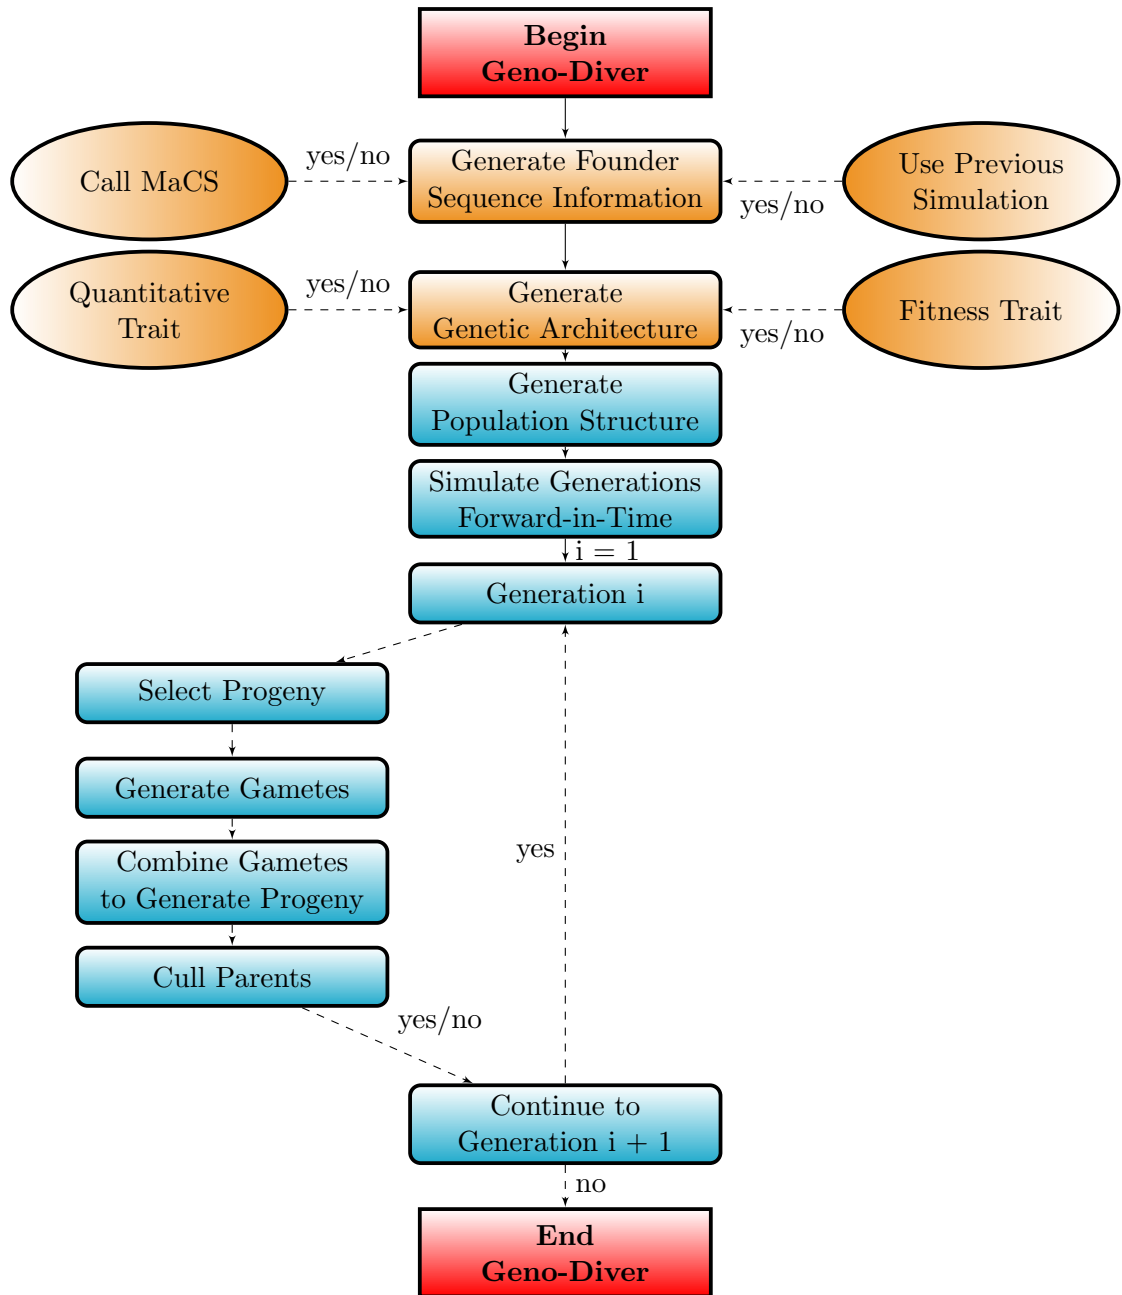 Begin
Geno-Diver
Call MaCS
yes/no
Generate Founder
Sequence Information
yes/no
Use Previous
Simulation
Quantitative
Trait
yes/no
Generate
Genetic Architecture
yes/no
Fitness Trait
Generate
Population Structure
Simulate Generations
Forward-in-Time
i = 1
Generation i
Select Progeny
Generate Gametes
Combine Gametes
to Generate Progeny
Cull Parents
yes/no
yes
Continue to
Generation i + 1
no
End
Geno-Diver